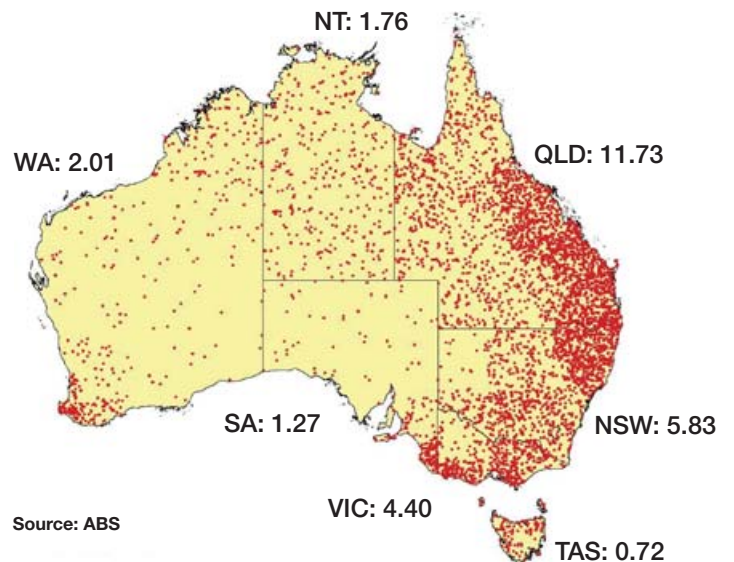 NT: 1.76
WA: 2.01
QLD: 11.73
SA: 1.27
NSW: 5.83
VIC: 4.40
Source: ABS
TAS: 0.72